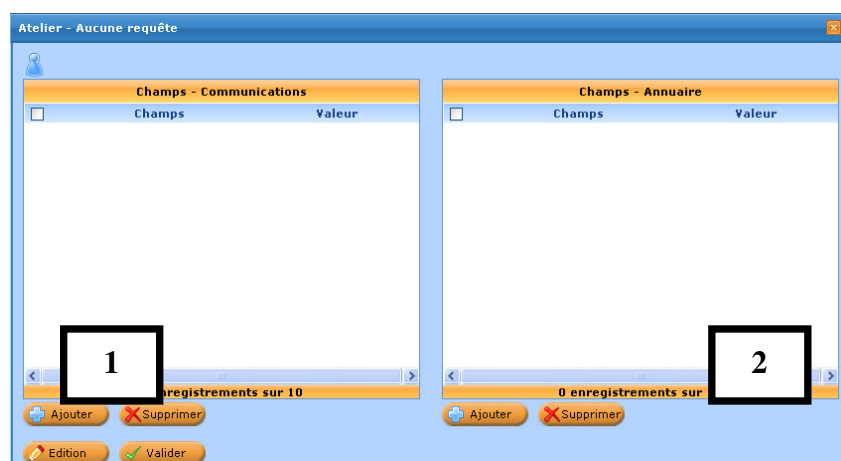 Atelier - Aucune requête
Champs - Communications
Champs
Valeur
Champs - Annuaire
Champs
Valeur
1
2
sur 10
0 enregistrements sur
Ajouter
Supprimer
Ajouter
Supprimer
Edition
Valider